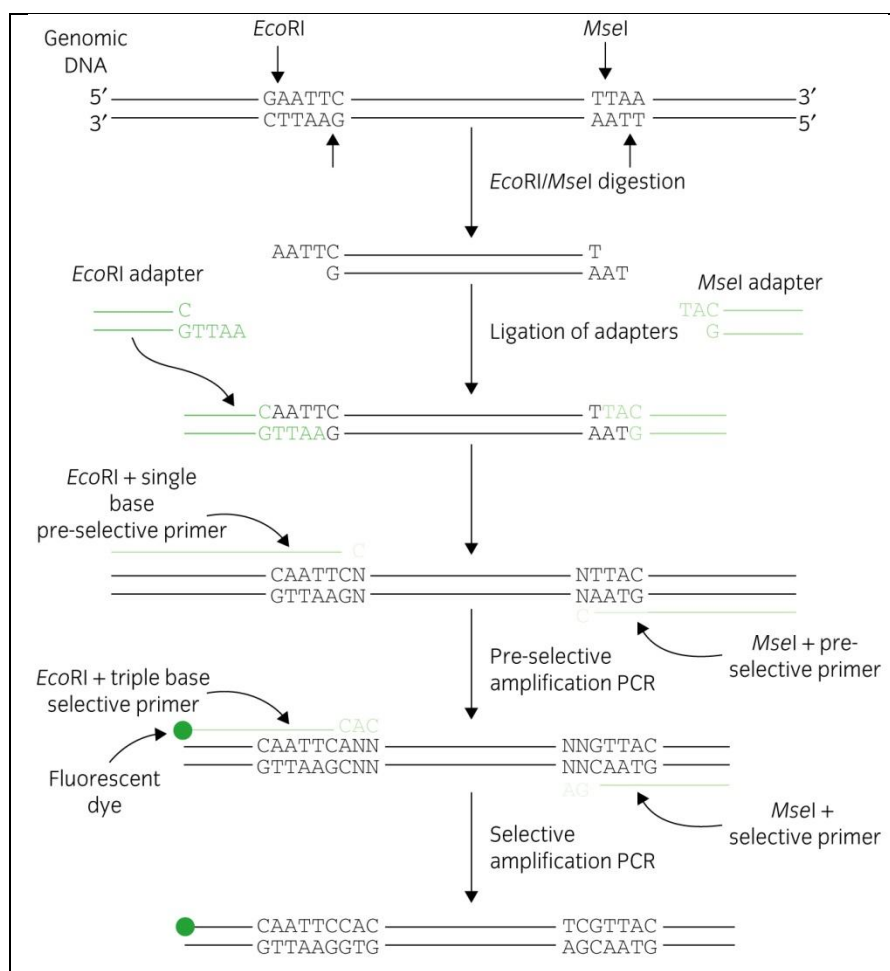 EcoRI
MseI
Genomic
DNA
5′
GAATTC
TTAA
3′
3′
CTTAAG
AATT
5′
EcoRI/MseI digestion
AATTC
T
G
AAT
EcoRI adapter
MseI adapter
C
GTTAA
TAC
G
Ligation of adapters
CAATTC
TTAC
GTTAAG
AATG
EcoRI + single
base
pre-selective primer
C
CAATTCN
NTTAC
GTTAAGN
NAATG
C
Pre-selective
amplification PCR
MseI + pre-
selective primer
EcoRI + triple base
selective primer
CAC
CAATTCANN
NNGTTAC
GTTAAGCNN
NNCAATG
AG
Fluorescent
dye
MseI +
selective primer
Selective
amplification PCR
CAATTCCAC
TCGTTAC
GTTAAGGTG
AGCAATG